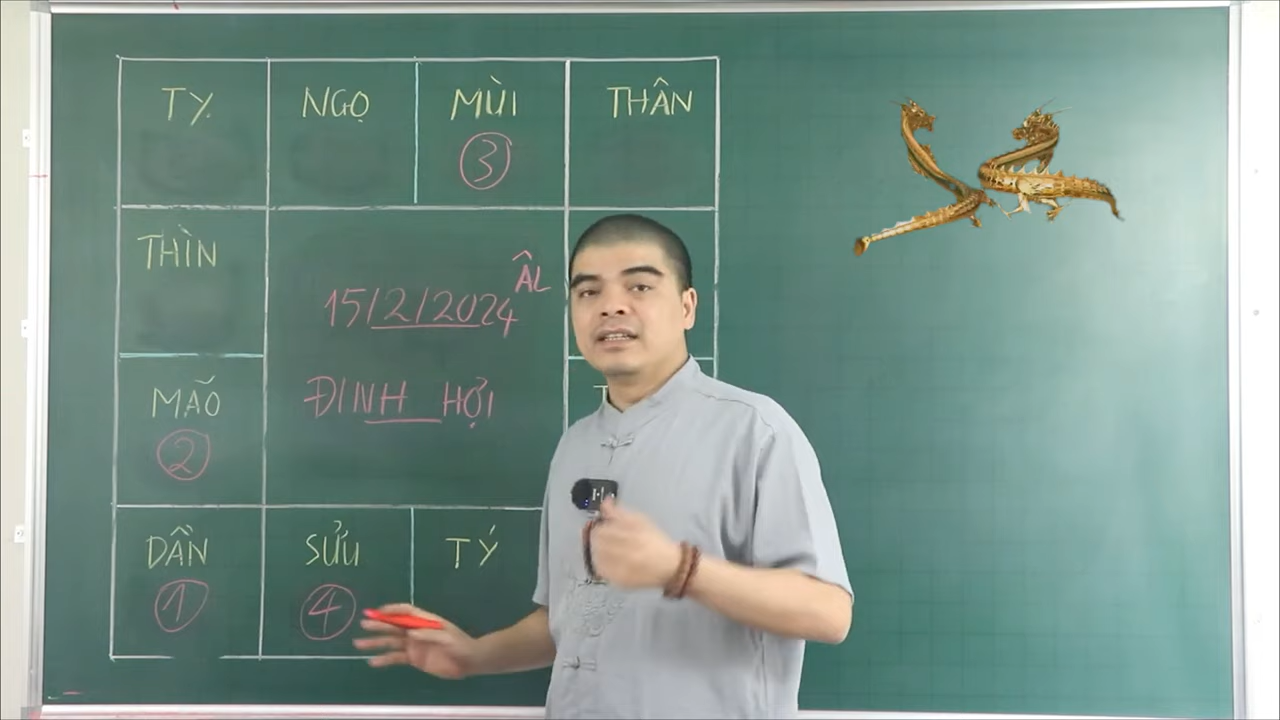 TỴ NGỌ MÙI THÂN
③
THÌN
15/2/2024 ÂL
ĐINH HỢI
MÃO
②
DẦN SỬU TÝ
① ④